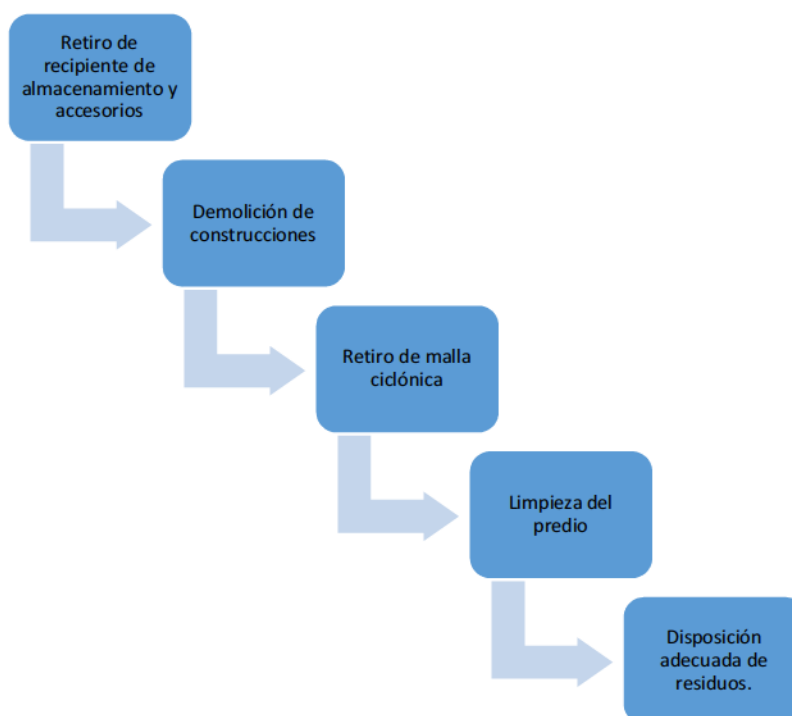 Retiro de
recipiente de
almacenamiento y
accesorios
Demolición de
construcciones
Retiro de malla
ciclónica
Limpieza del
predio
Disposición
adecuada de
residuos.